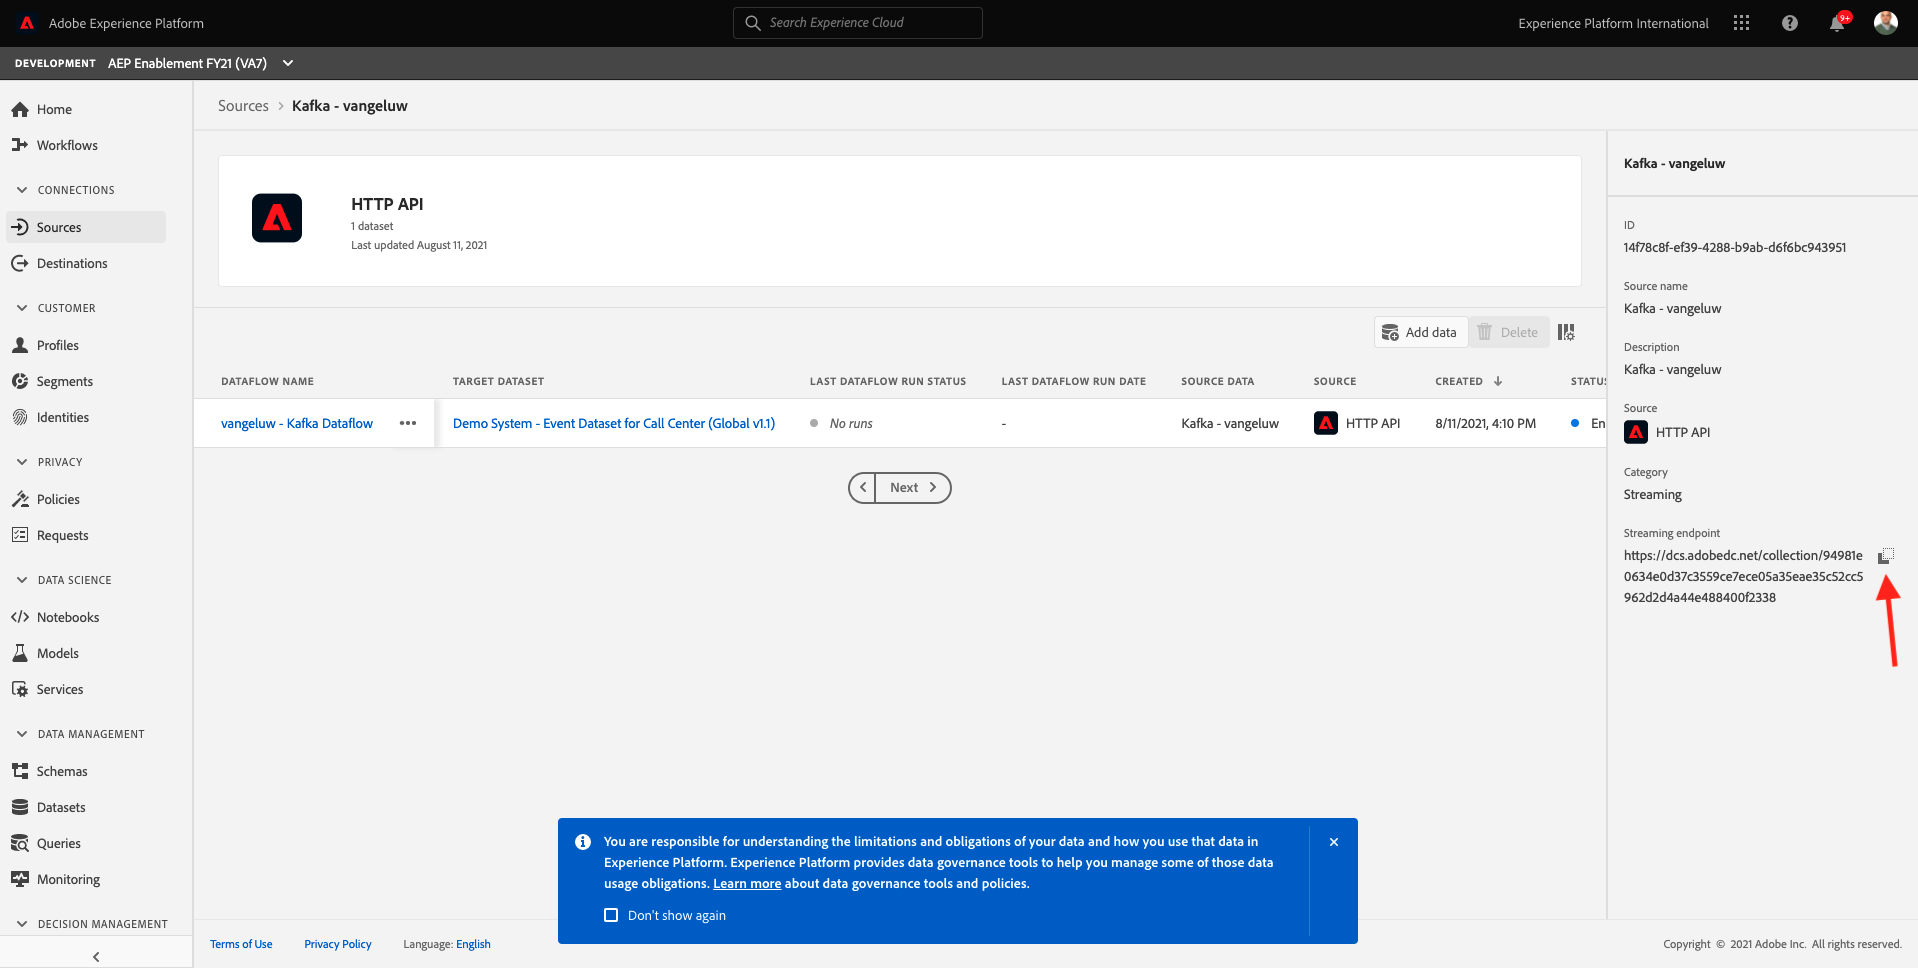 Adobe Experience Platform
Search Experience Cloud
Experience Platform International
9+
DEVELOPMENT AEP Enablement FY21 (VA7)
Home
Workflows
CONNECTIONS
Sources
Destinations
CUSTOMER
Profiles
Segments
Identities
PRIVACY
Policies
Requests
DATA SCIENCE
Notebooks
Models
Services
DATA MANAGEMENT
Schemas
Datasets
Queries
Monitoring
DECISION MANAGEMENT
Sources > Kafka - vangeluw
HTTP API
1 dataset
Last updated August 11, 2021
Add data Delete
DATAFLOW NAME TARGET DATASET LAST DATAFLOW RUN STATUS LAST DATAFLOW RUN DATE SOURCE DATA SOURCE CREATED STATUS
vangeluw - Kafka Dataflow ••• Demo System - Event Dataset for Call Center (Global v1.1) No runs - Kafka - vangeluw HTTP API 8/11/2021, 4:10 PM En
Next
Kafka - vangeluw
ID
14f78c8f-ef39-4288-b9ab-d6f6bc943951
Source name
Kafka - vangeluw
Description
Kafka - vangeluw
Source
HTTP API
Category
Streaming
Streaming endpoint
https://dcs.adobedc.net/collection/94981e
0634e0d37c3559ce7ece05a35eae35c52cc5
962d2d4a44e488400f2338
You are responsible for understanding the limitations and obligations of your data and how you use that data in
Experience Platform. Experience Platform provides data governance tools to help you manage some of those data
usage obligations. Learn more about data governance tools and policies.
Don't show again
Terms of Use Privacy Policy Language: English
Copyright © 2021 Adobe Inc. All rights reserved.